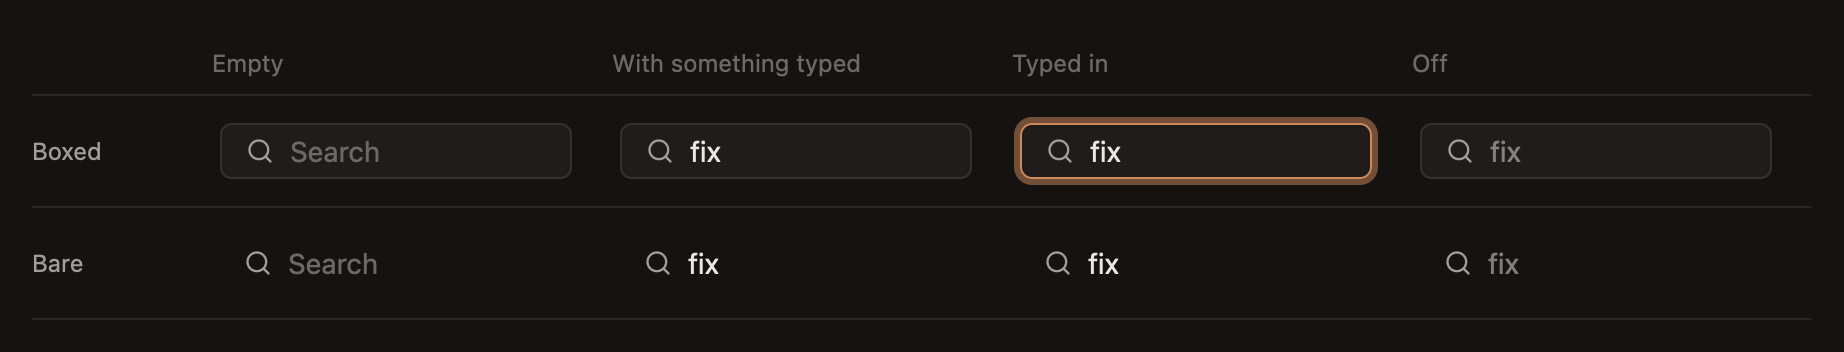 Empty With something typed Typed in Off
Boxed Search fix fix fix
Bare Search fix fix fix